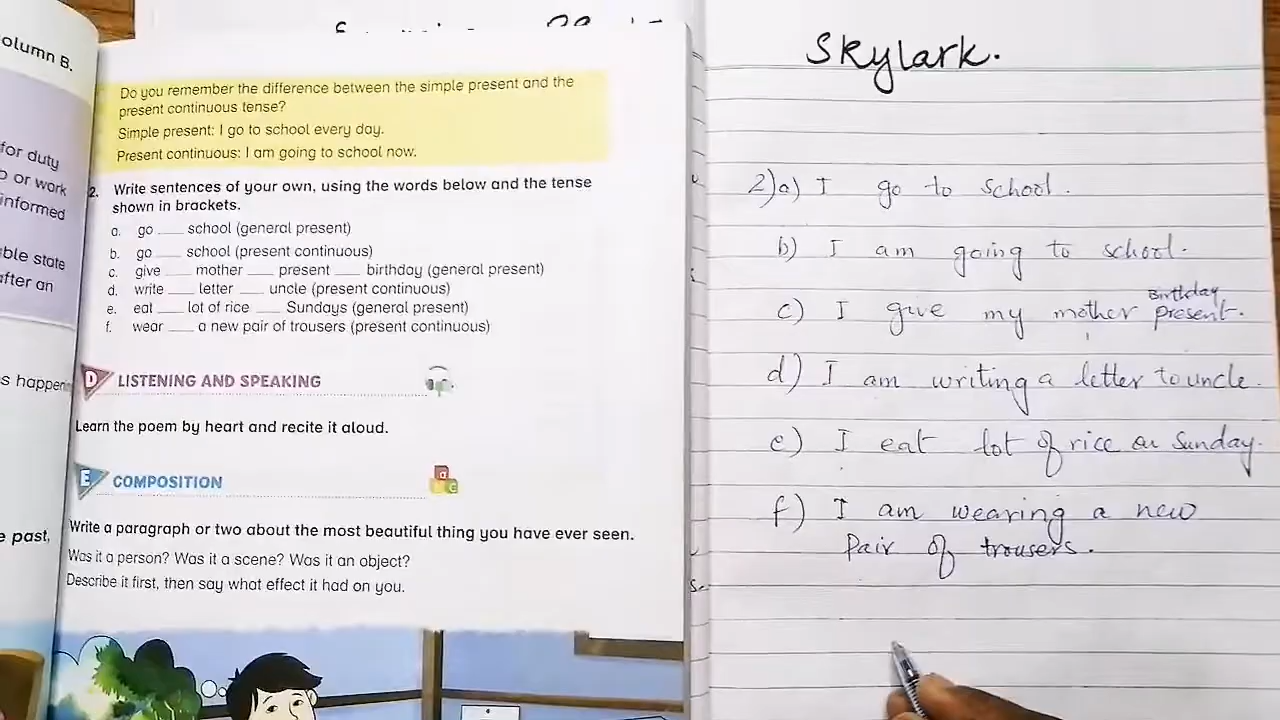 olumn B.
for duty
o or work
informed
ble state
after an
s happen
e past,
Do you remember the difference between the simple present and the
present continuous tense?
Simple present: I go to school every day.
Present continuous: I am going to school now.
2. Write sentences of your own, using the words below and the tense
shown in brackets.
a. go ___ school (general present)
b. go ___ school (present continuous)
c. give ___ mother ___ present ___ birthday (general present)
d. write ___ letter ___ uncle (present continuous)
e. eat ___ lot of rice ___ Sundays (general present)
f. wear ___ a new pair of trousers (present continuous)
D LISTENING AND SPEAKING
Learn the poem by heart and recite it aloud.
E COMPOSITION
Write a paragraph or two about the most beautiful thing you have ever seen.
Was it a person? Was it a scene? Was it an object?
Describe it first, then say what effect it had on you.
Skylark.
2)a) I go to school.
b) I am going to school.
c) I give my mother Birthday present.
d) I am writing a letter to uncle.
e) I eat lot of rice on Sunday.
f) I am wearing a new
Pair of trousers.